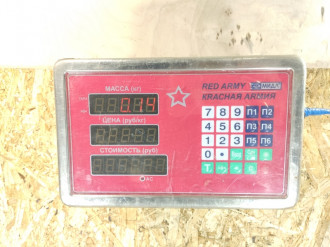 МАССА (кг)
0.14
ЦЕНА (руб/кг)
СТОИМОСТЬ (руб)
AC
RED ARMY
КРАСНАЯ АРМИЯ
7 8 9 П1 П2
4 5 6 П3 П4
1 2 3 П5 П6
0 •
T